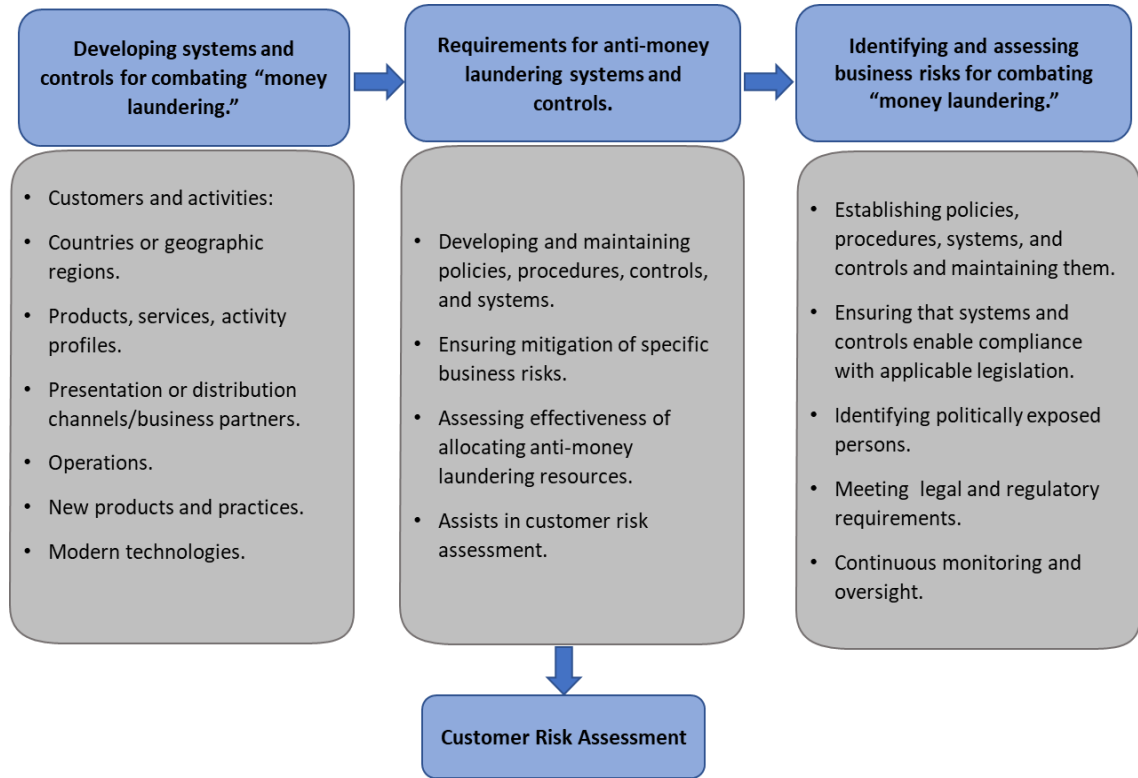 Developing systems and
controls for combating “money
laundering.”
Requirements for anti-money
laundering systems and
controls.
Identifying and assessing
business risks for combating
“money laundering.”
• Customers and activities:
• Countries or geographic
regions.
• Products, services, activity
profiles.
• Presentation or distribution
channels/business partners.
• Operations.
• New products and practices.
• Modern technologies.
• Developing and maintaining
policies, procedures, controls,
and systems.
• Ensuring mitigation of specific
business risks.
• Assessing effectiveness of
allocating anti-money
laundering resources.
• Assists in customer risk
assessment.
• Establishing policies,
procedures, systems, and
controls and maintaining them.
• Ensuring that systems and
controls enable compliance
with applicable legislation.
• Identifying politically exposed
persons.
• Meeting legal and regulatory
requirements.
• Continuous monitoring and
oversight.
Customer Risk Assessment